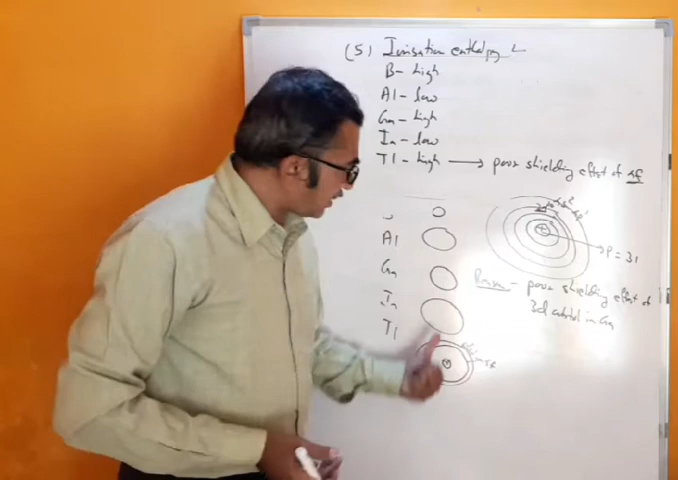 (5) Ionisation enthalpy
B - high
Al - low
Ga - high
In - low
Tl - high → poor shielding effect of 4f
Al
Ga
In
Tl
P = 31
Reason - poor shielding effect of
3d orbital in Ga